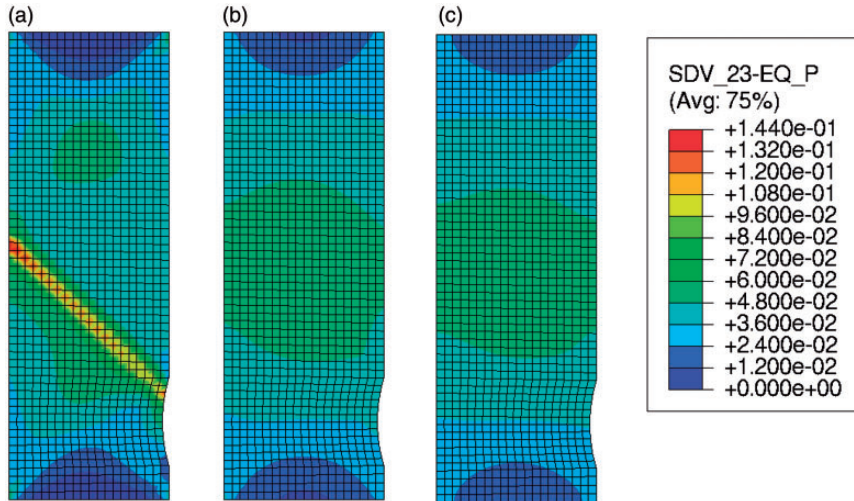 (a) (b) (c)
SDV_23-EQ_P
(Avg: 75%)
+1.440e-01
+1.320e-01
+1.200e-01
+1.080e-01
+9.600e-02
+8.400e-02
+7.200e-02
+6.000e-02
+4.800e-02
+3.600e-02
+2.400e-02
+1.200e-02
+0.000e+00